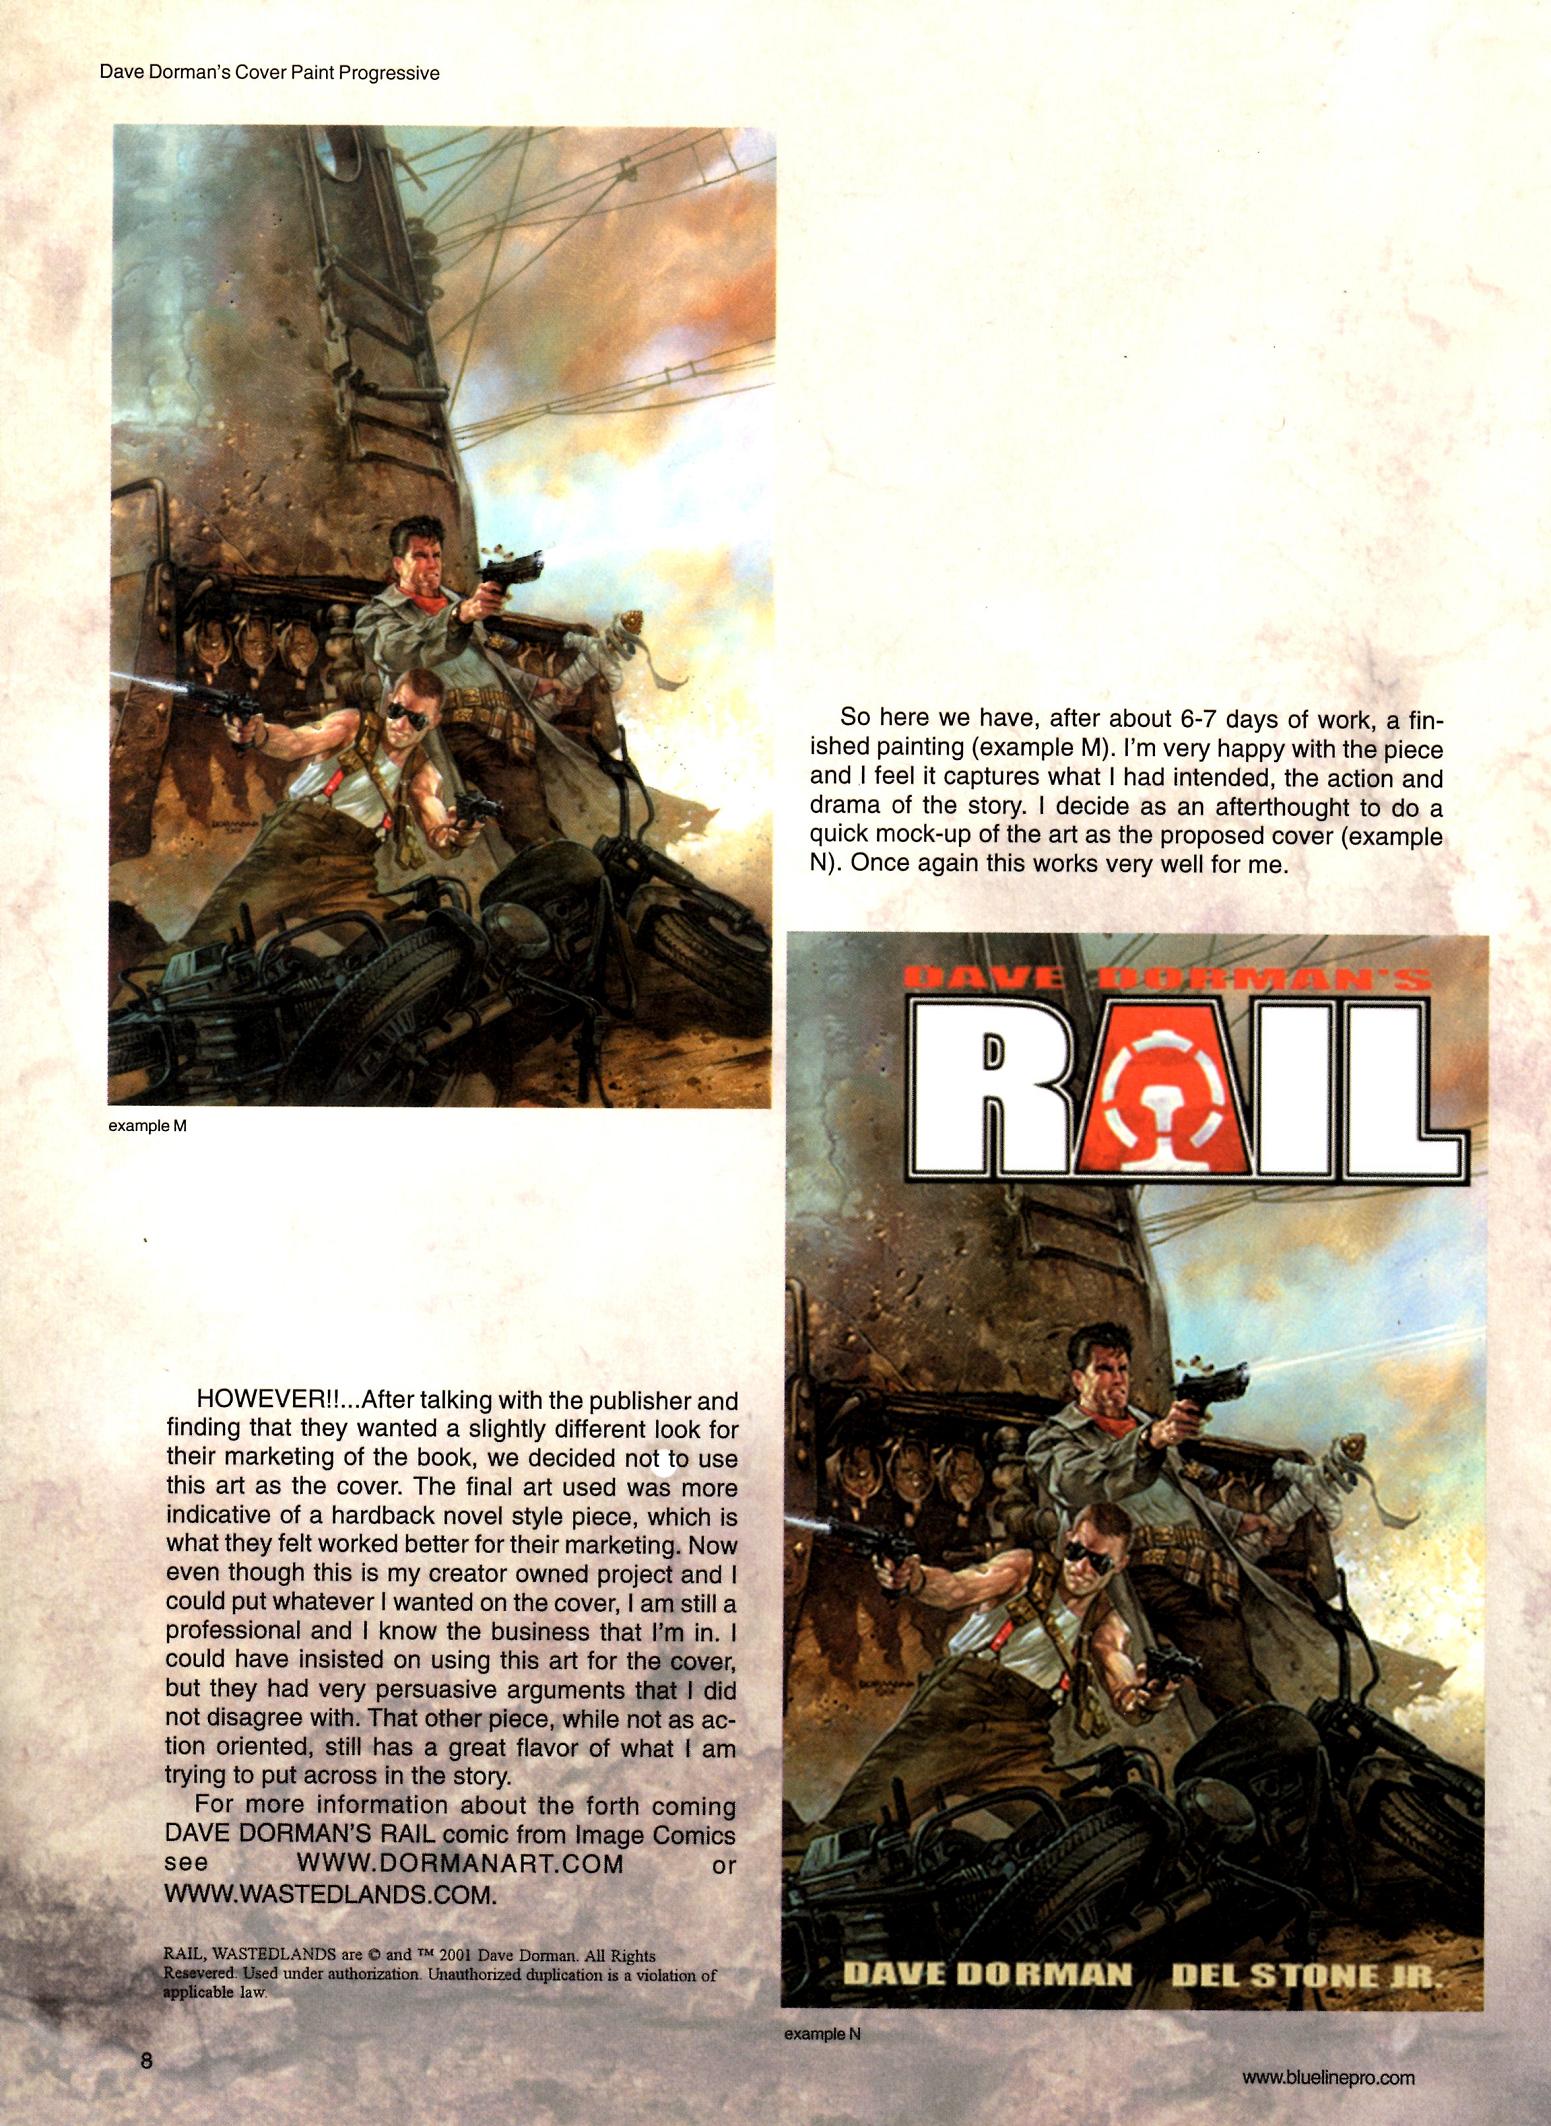 Dave Dorman's Cover Paint Progressive
DORMAN
example M
So here we have, after about 6-7 days of work, a fin-
ished painting (example M). I'm very happy with the piece
and I feel it captures what I had intended, the action and
drama of the story. I decide as an afterthought to do a
quick mock-up of the art as the proposed cover (example
N). Once again this works very well for me.
DAVE DORMAN'S
RAIL
DORMAN
DAVE DORMAN DEL STONE JR.
example N
HOWEVER!!...After talking with the publisher and
finding that they wanted a slightly different look for
their marketing of the book, we decided not to use
this art as the cover. The final art used was more
indicative of a hardback novel style piece, which is
what they felt worked better for their marketing. Now
even though this is my creator owned project and I
could put whatever I wanted on the cover, I am still a
professional and I know the business that I'm in. I
could have insisted on using this art for the cover,
but they had very persuasive arguments that I did
not disagree with. That other piece, while not as ac-
tion oriented, still has a great flavor of what I am
trying to put across in the story.
For more information about the forth coming
DAVE DORMAN'S RAIL comic from Image Comics
see WWW.DORMANART.COM or
WWW.WASTEDLANDS.COM.
RAIL, WASTEDLANDS are © and ™ 2001 Dave Dorman. All Rights
Resevered. Used under authorization. Unauthorized duplication is a violation of
applicable law.
8
www.bluelinepro.com